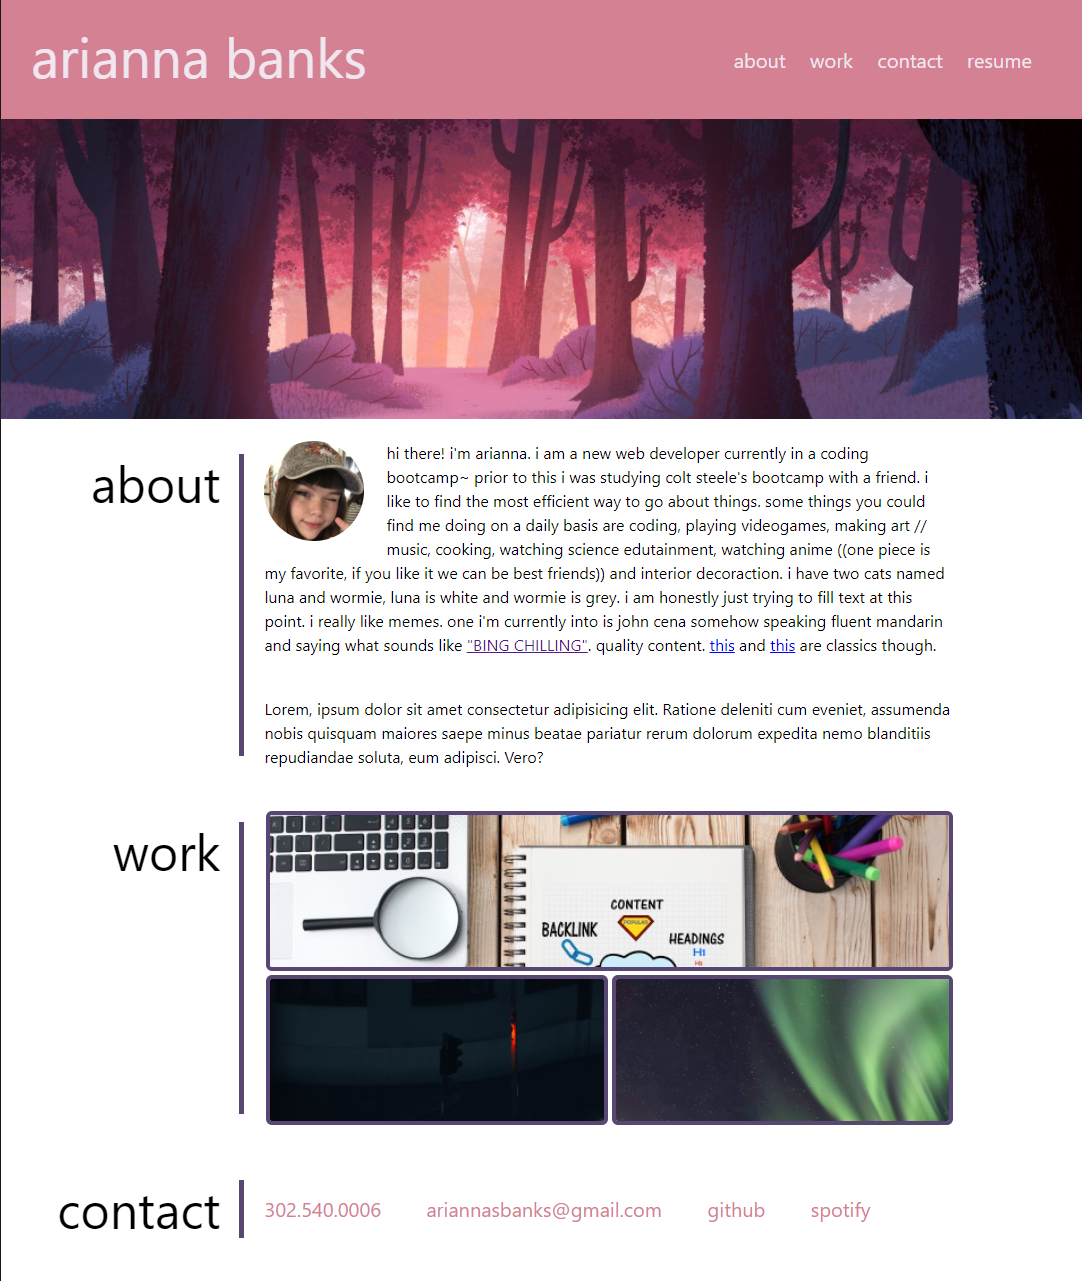 arianna banks
about work contact resume
about
hi there! i'm arianna. i am a new web developer currently in a coding
bootcamp~ prior to this i was studying colt steele's bootcamp with a friend. i
like to find the most efficient way to go about things. some things you could
find me doing on a daily basis are coding, playing videogames, making art //
music, cooking, watching science edutainment, watching anime ((one piece is
my favorite, if you like it we can be best friends)) and interior decoraction. i have two cats named
luna and wormie, luna is white and wormie is grey. i am honestly just trying to fill text at this
point. i really like memes. one i'm currently into is john cena somehow speaking fluent mandarin
and saying what sounds like "BING CHILLING". quality content. this and this are classics though.
Lorem, ipsum dolor sit amet consectetur adipisicing elit. Ratione deleniti cum eveniet, assumenda
nobis quisquam maiores saepe minus beatae pariatur rerum dolorum expedita nemo blanditiis
repudiandae soluta, eum adipisci. Vero?
work
CONTENT
POPULAR
BACKLINK
HEADINGS
H1
H2
contact
302.540.0006 ariannasbanks@gmail.com github spotify